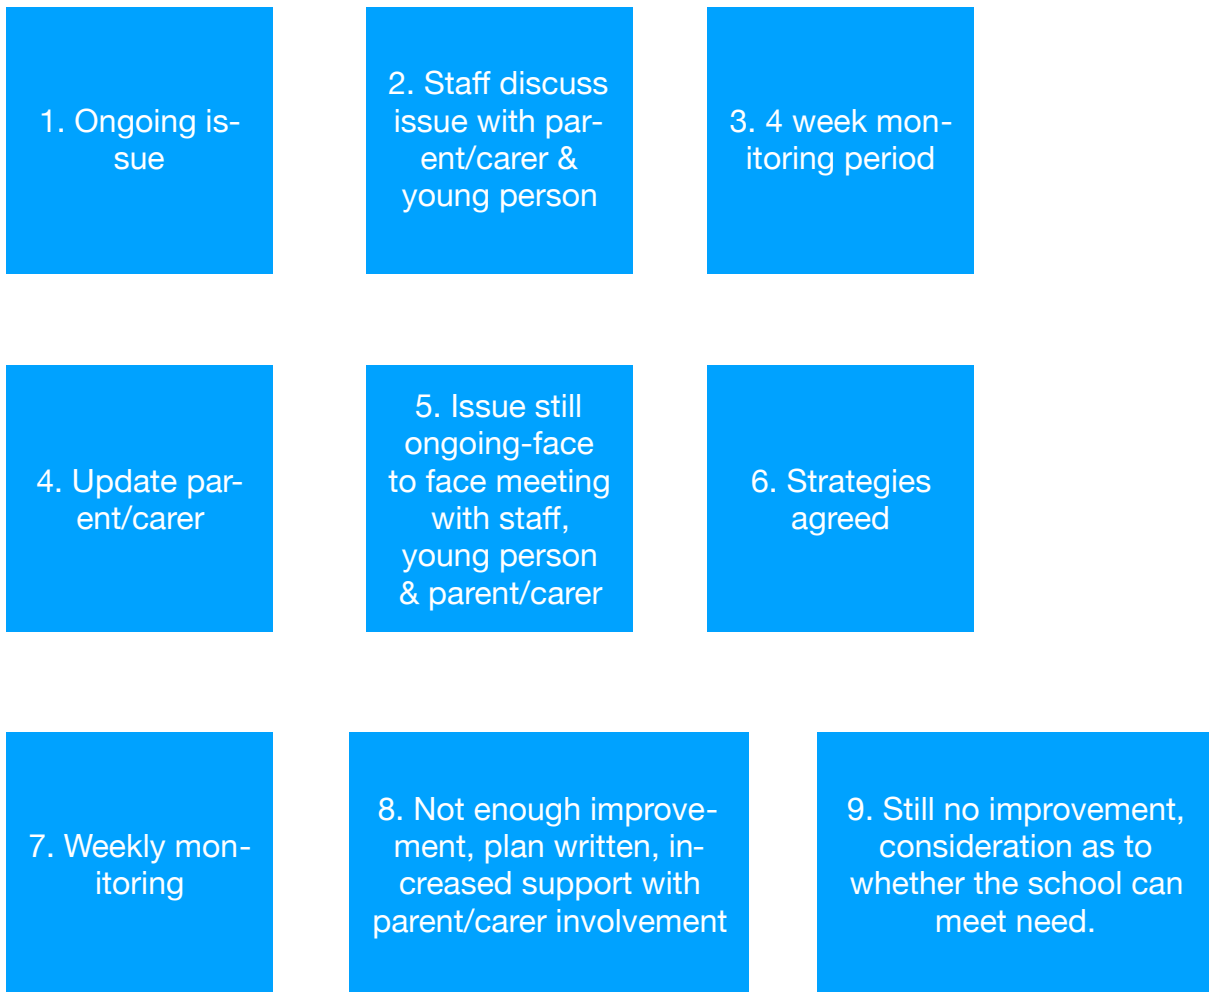 1. Ongoing is-
sue
2. Staff discuss
issue with par-
ent/carer &
young person
3. 4 week mon-
itoring period
4. Update par-
ent/carer
5. Issue still
ongoing-face
to face meeting
with staff,
young person
& parent/carer
6. Strategies
agreed
7. Weekly mon-
itoring
8. Not enough improve-
ment, plan written, in-
creased support with
parent/carer involvement
9. Still no improvement,
consideration as to
whether the school can
meet need.